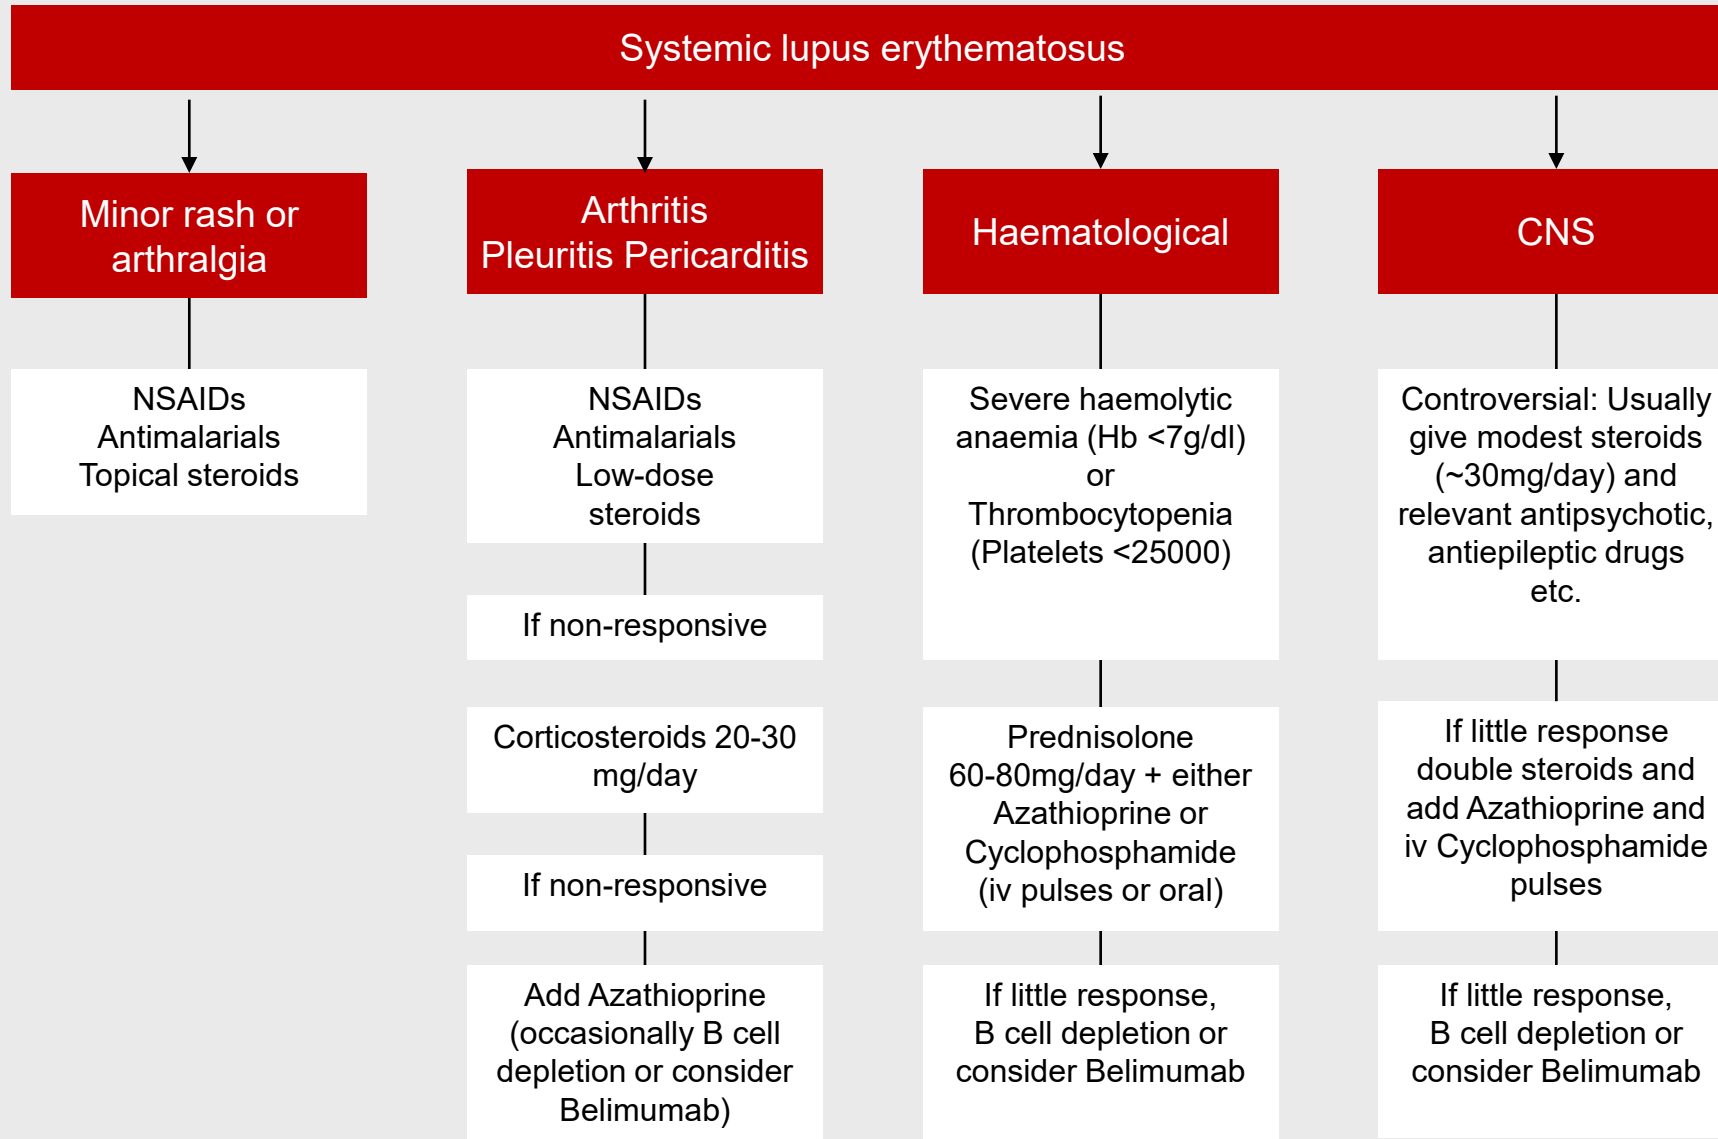 Systemic lupus erythematosus
Minor rash or
arthralgia
NSAIDs
Antimalarials
Topical steroids
Arthritis
Pleuritis Pericarditis
NSAIDs
Antimalarials
Low-dose
steroids
If non-responsive
Corticosteroids 20-30
mg/day
If non-responsive
Add Azathioprine
(occasionally B cell
depletion or consider
Belimumab)
Haematological
Severe haemolytic
anaemia (Hb <7g/dl)
or
Thrombocytopenia
(Platelets <25000)
Prednisolone
60-80mg/day + either
Azathioprine or
Cyclophosphamide
(iv pulses or oral)
If little response,
B cell depletion or
consider Belimumab
CNS
Controversial: Usually
give modest steroids
(~30mg/day) and
relevant antipsychotic,
antiepileptic drugs
etc.
If little response
double steroids and
add Azathioprine and
iv Cyclophosphamide
pulses
If little response,
B cell depletion or
consider Belimumab